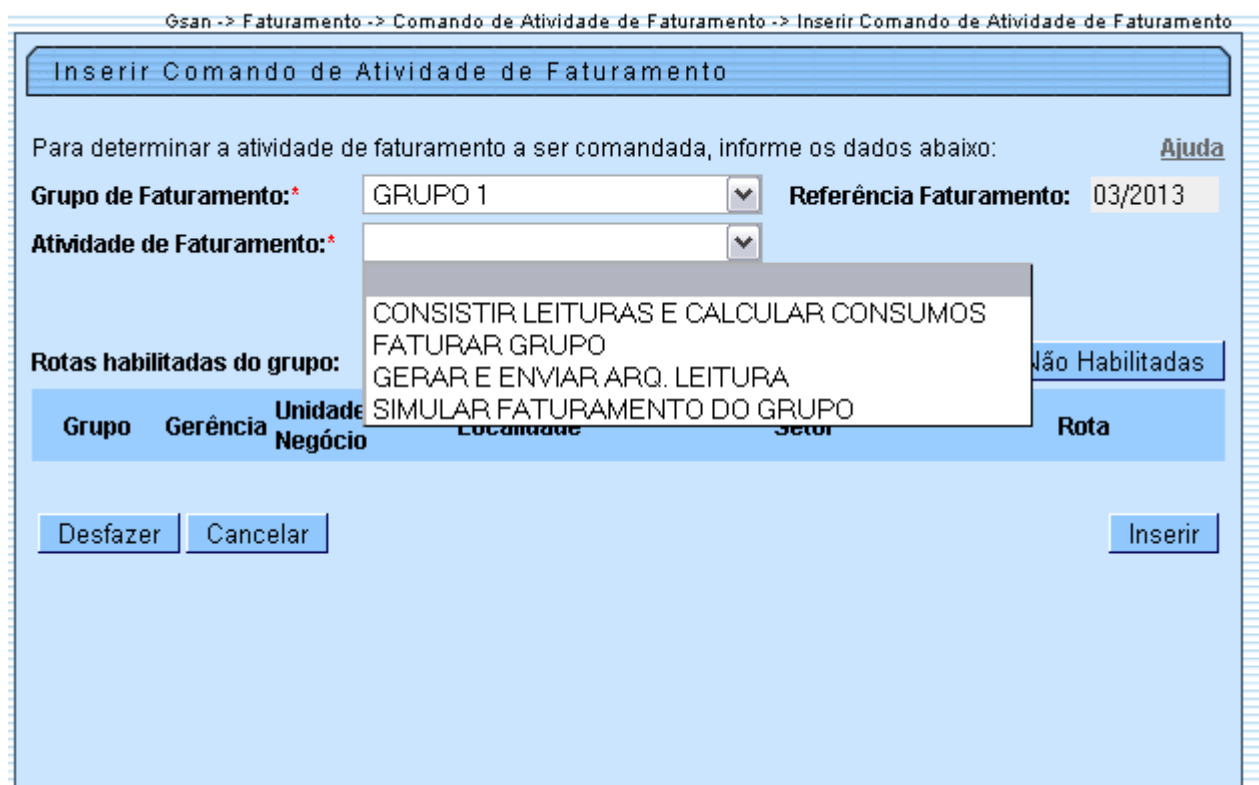 Gsan -> Faturamento -> Comando de Atividade de Faturamento -> Inserir Comando de Atividade de Faturamento
Inserir Comando de Atividade de Faturamento
Para determinar a atividade de faturamento a ser comandada, informe os dados abaixo: Ajuda
Grupo de Faturamento:* GRUPO 1 Referência Faturamento: 03/2013
Atividade de Faturamento:*
CONSISTIR LEITURAS E CALCULAR CONSUMOS
FATURAR GRUPO
GERAR E ENVIAR ARQ. LEITURA
SIMULAR FATURAMENTO DO GRUPO
Rotas habilitadas do grupo: Não Habilitadas
Grupo Gerência Unidade Negócio Localidade Setor Rota
Desfazer Cancelar Inserir